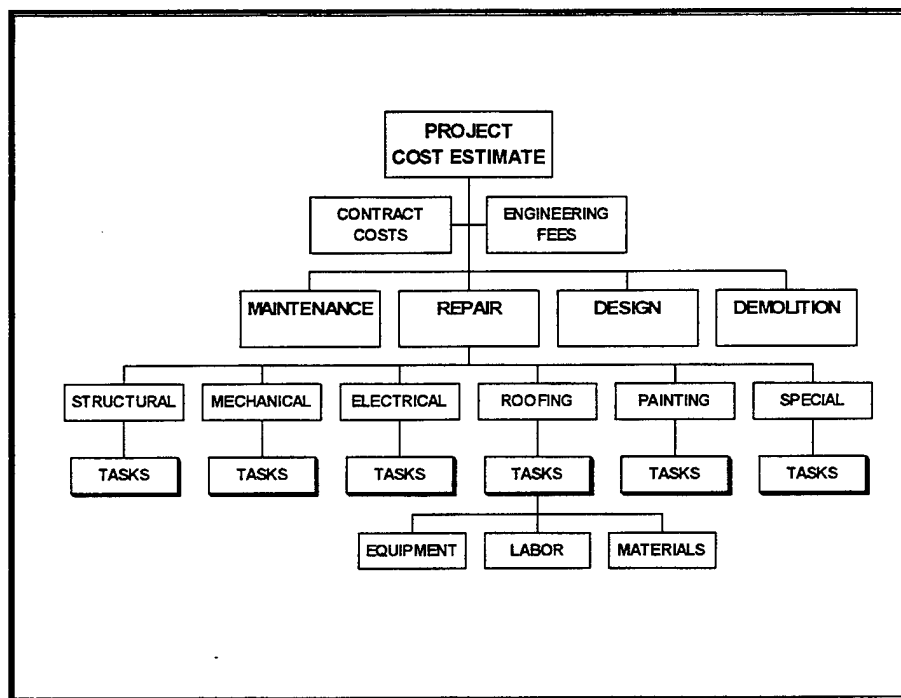 PROJECT
COST ESTIMATE
CONTRACT
COSTS
ENGINEERING
FEES
MAINTENANCE
REPAIR
DESIGN
DEMOLITION
STRUCTURAL
MECHANICAL
ELECTRICAL
ROOFING
PAINTING
SPECIAL
TASKS
TASKS
TASKS
TASKS
TASKS
TASKS
EQUIPMENT
LABOR
MATERIALS